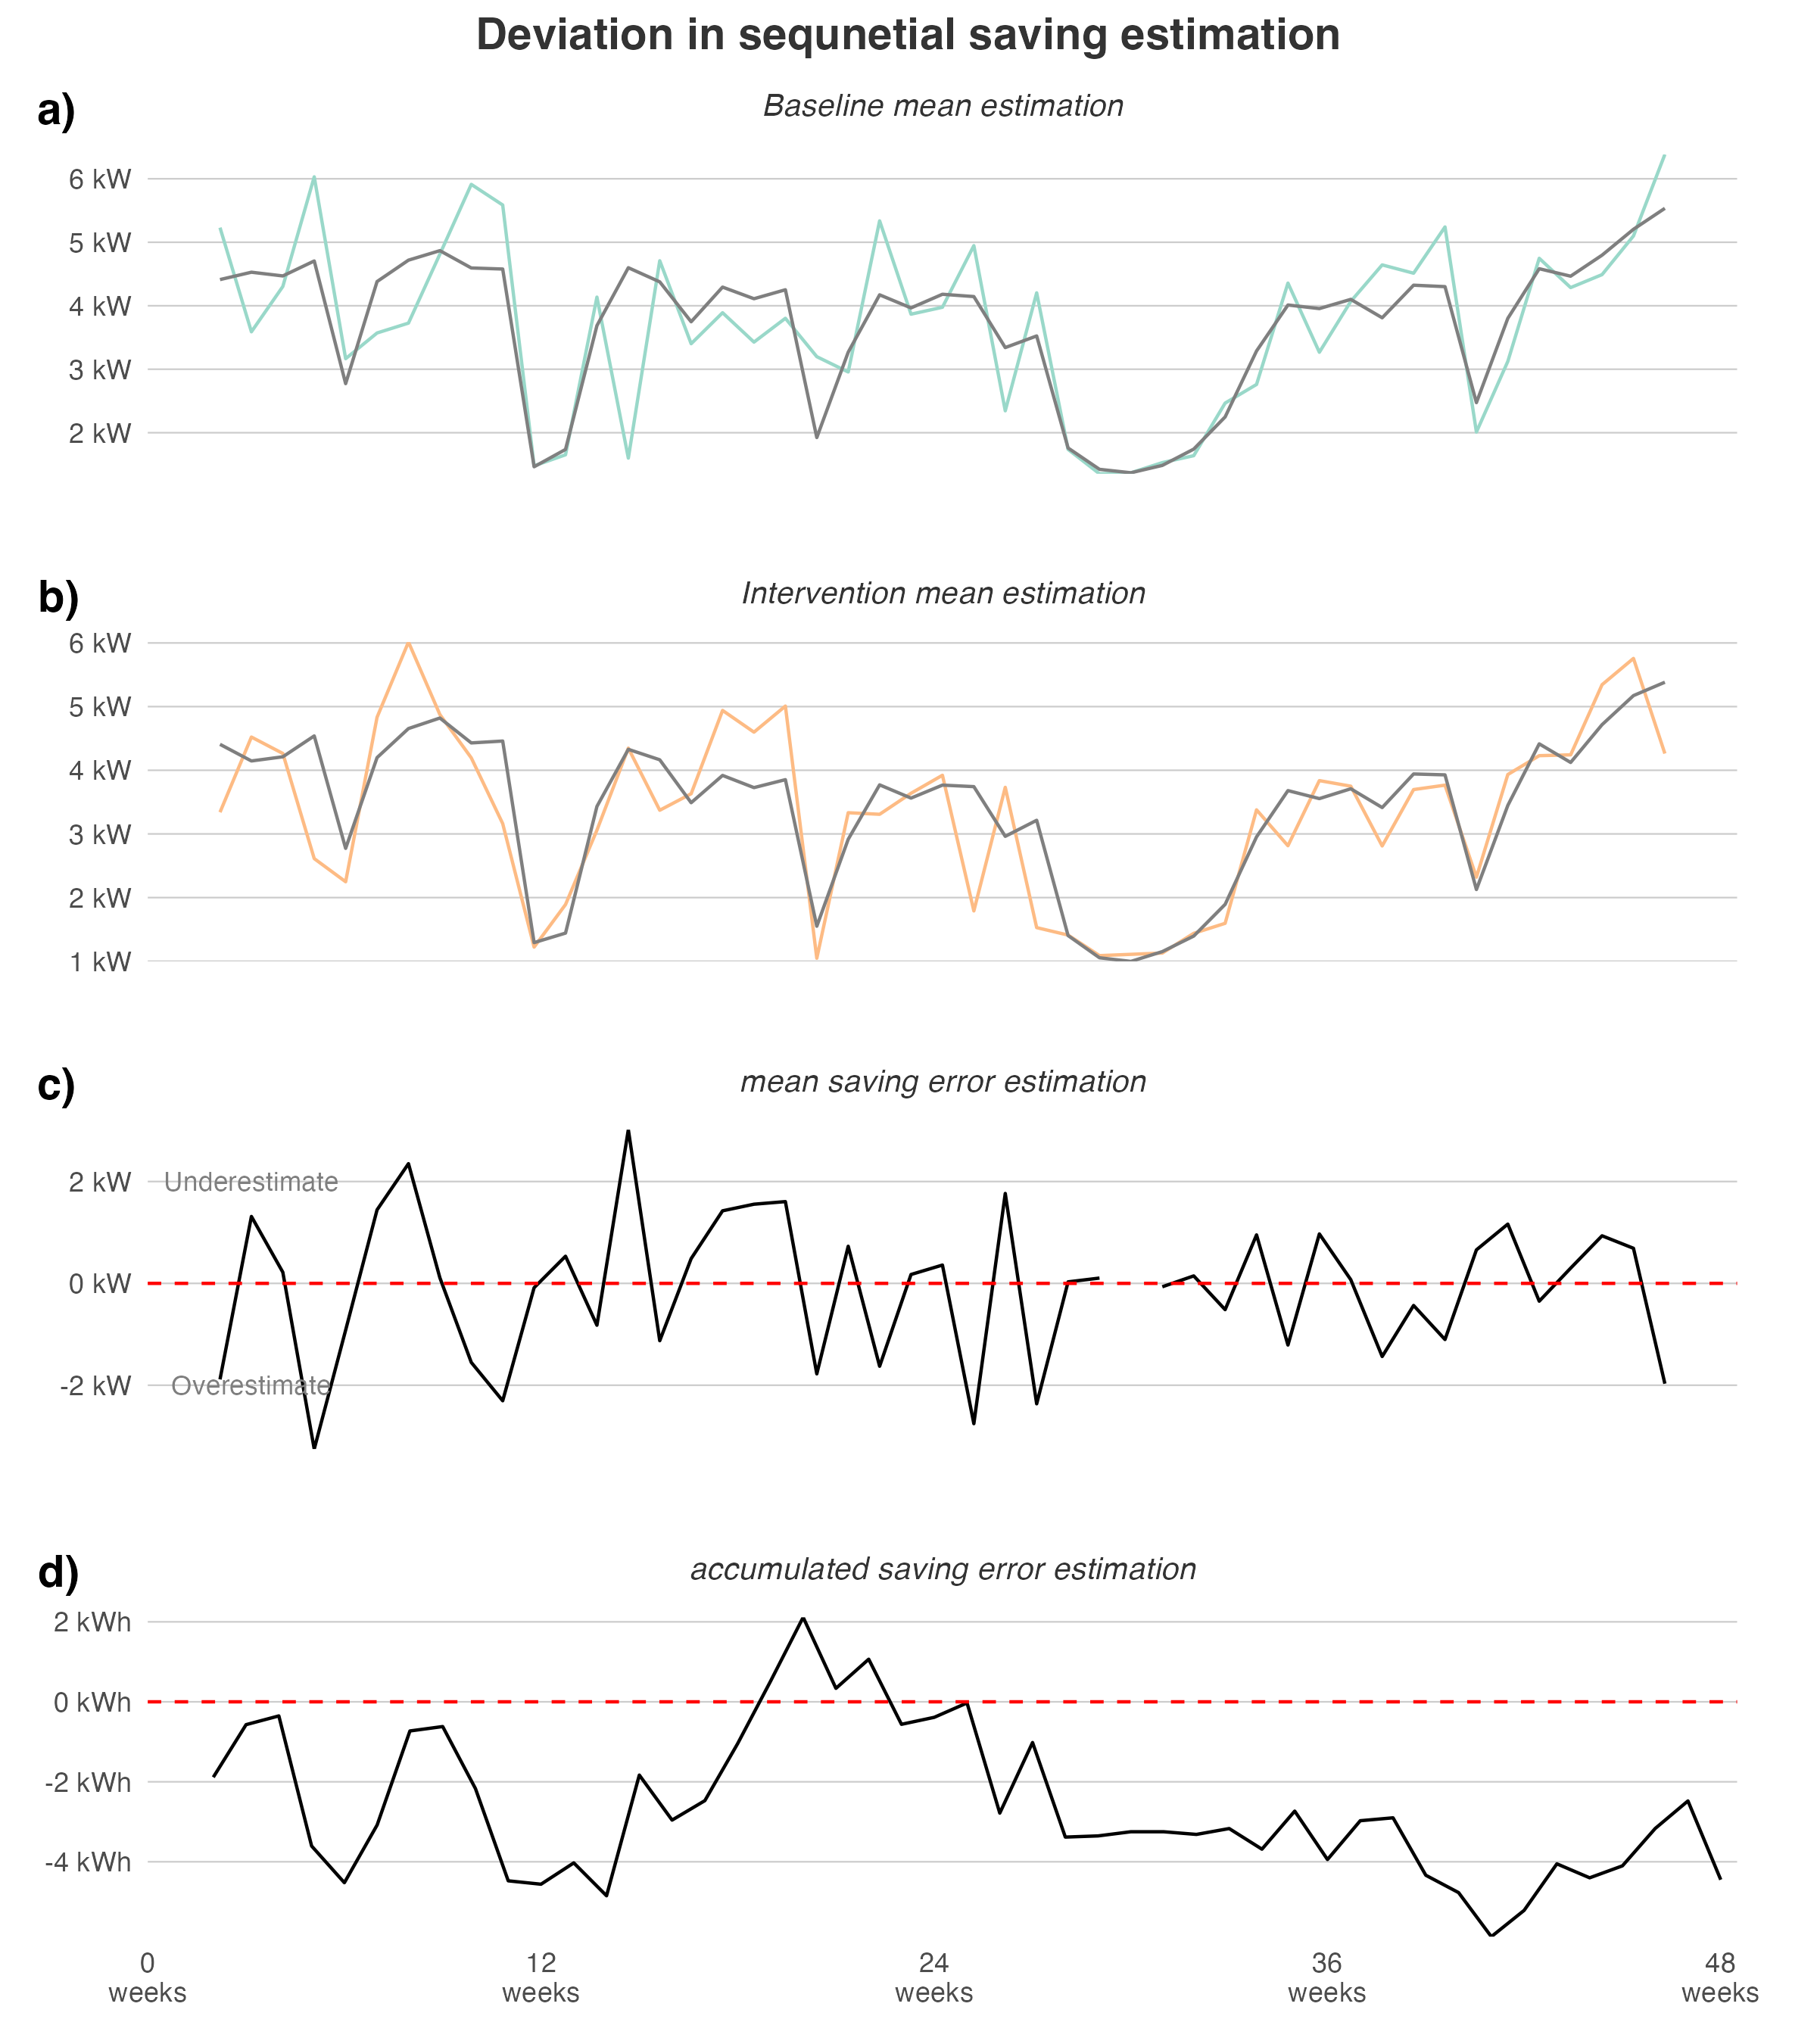 Deviation in sequnetial saving estimation
a)
Baseline mean estimation
6 kW
5 kW
4 kW
3 kW
2 kW
b)
Intervention mean estimation
6 kW
5 kW
4 kW
3 kW
2 kW
1 kW
c)
mean saving error estimation
2 kW
Underestimate
0 kW
-2 kW
Overestimate
d)
accumulated saving error estimation
2 kWh
0 kWh
-2 kWh
-4 kWh
0 weeks
12 weeks
24 weeks
36 weeks
48 weeks